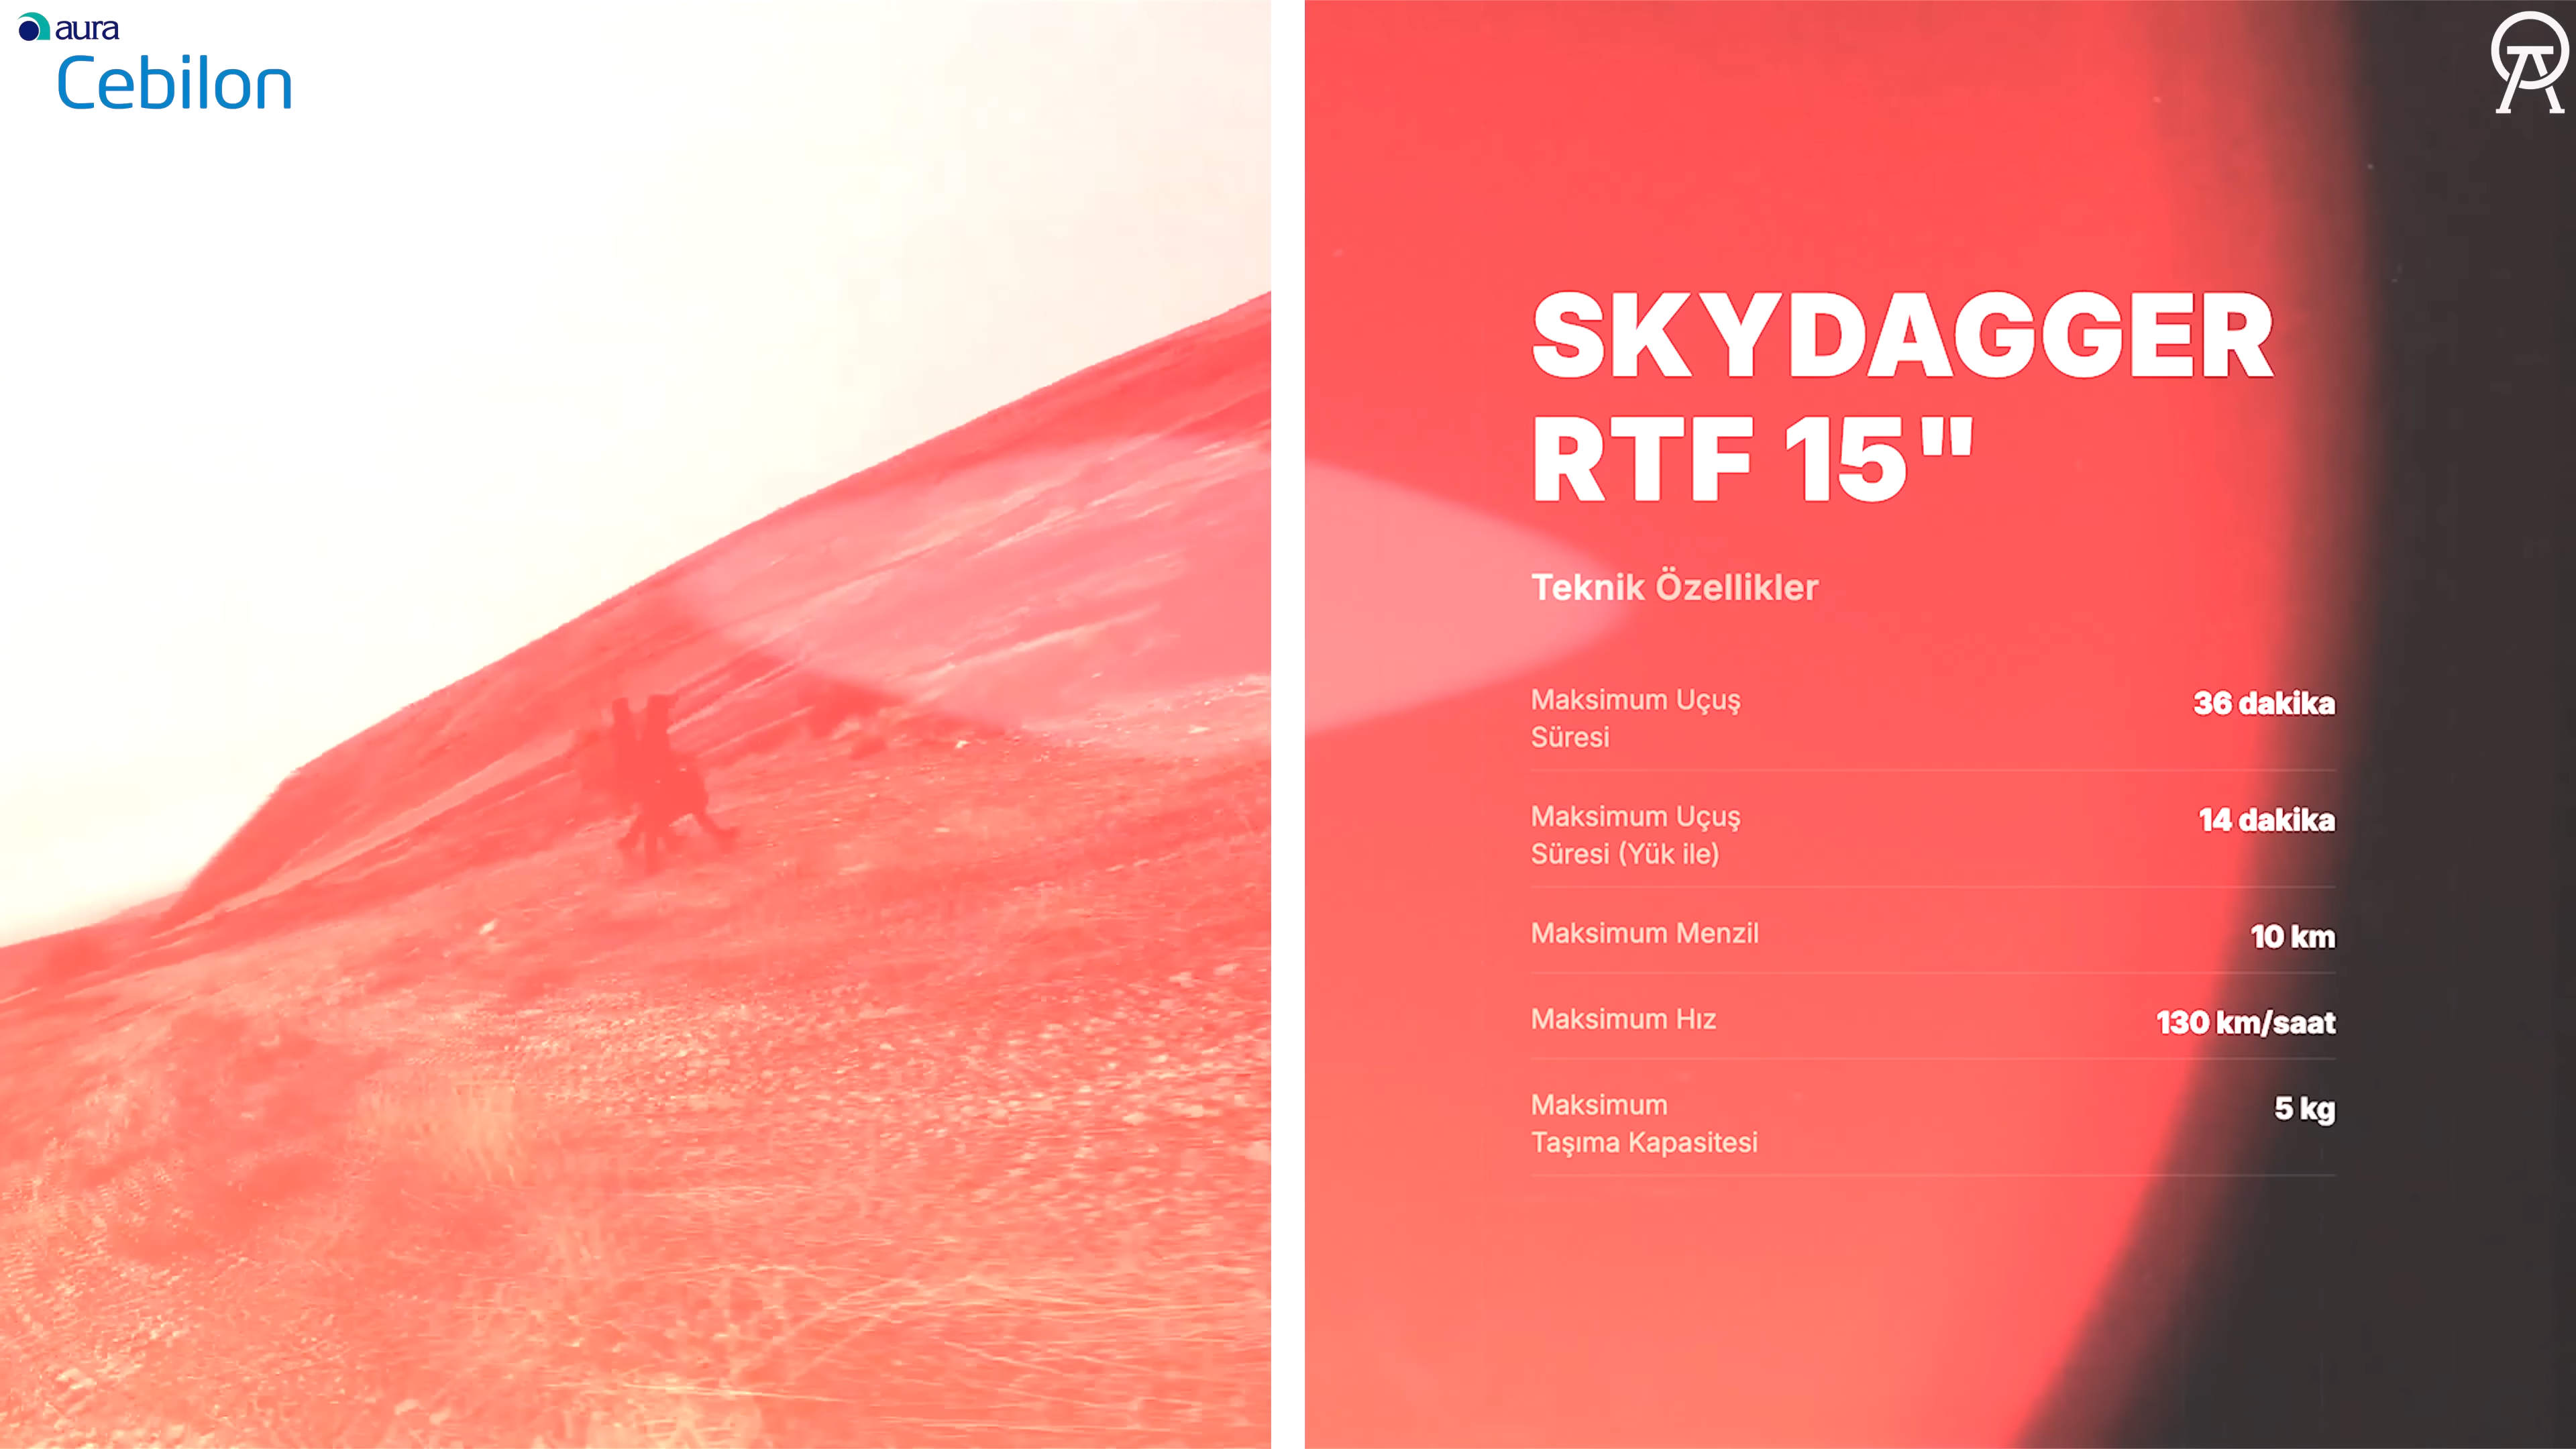 aura
Cebilon
SKYDAGGER
RTF 15"
Teknik Özellikler
Maksimum Uçuş
Süresi
36 dakika
Maksimum Uçuş
Süresi (Yük ile)
14 dakika
Maksimum Menzil
10 km
Maksimum Hız
130 km/saat
Maksimum
Taşıma Kapasitesi
5 kg